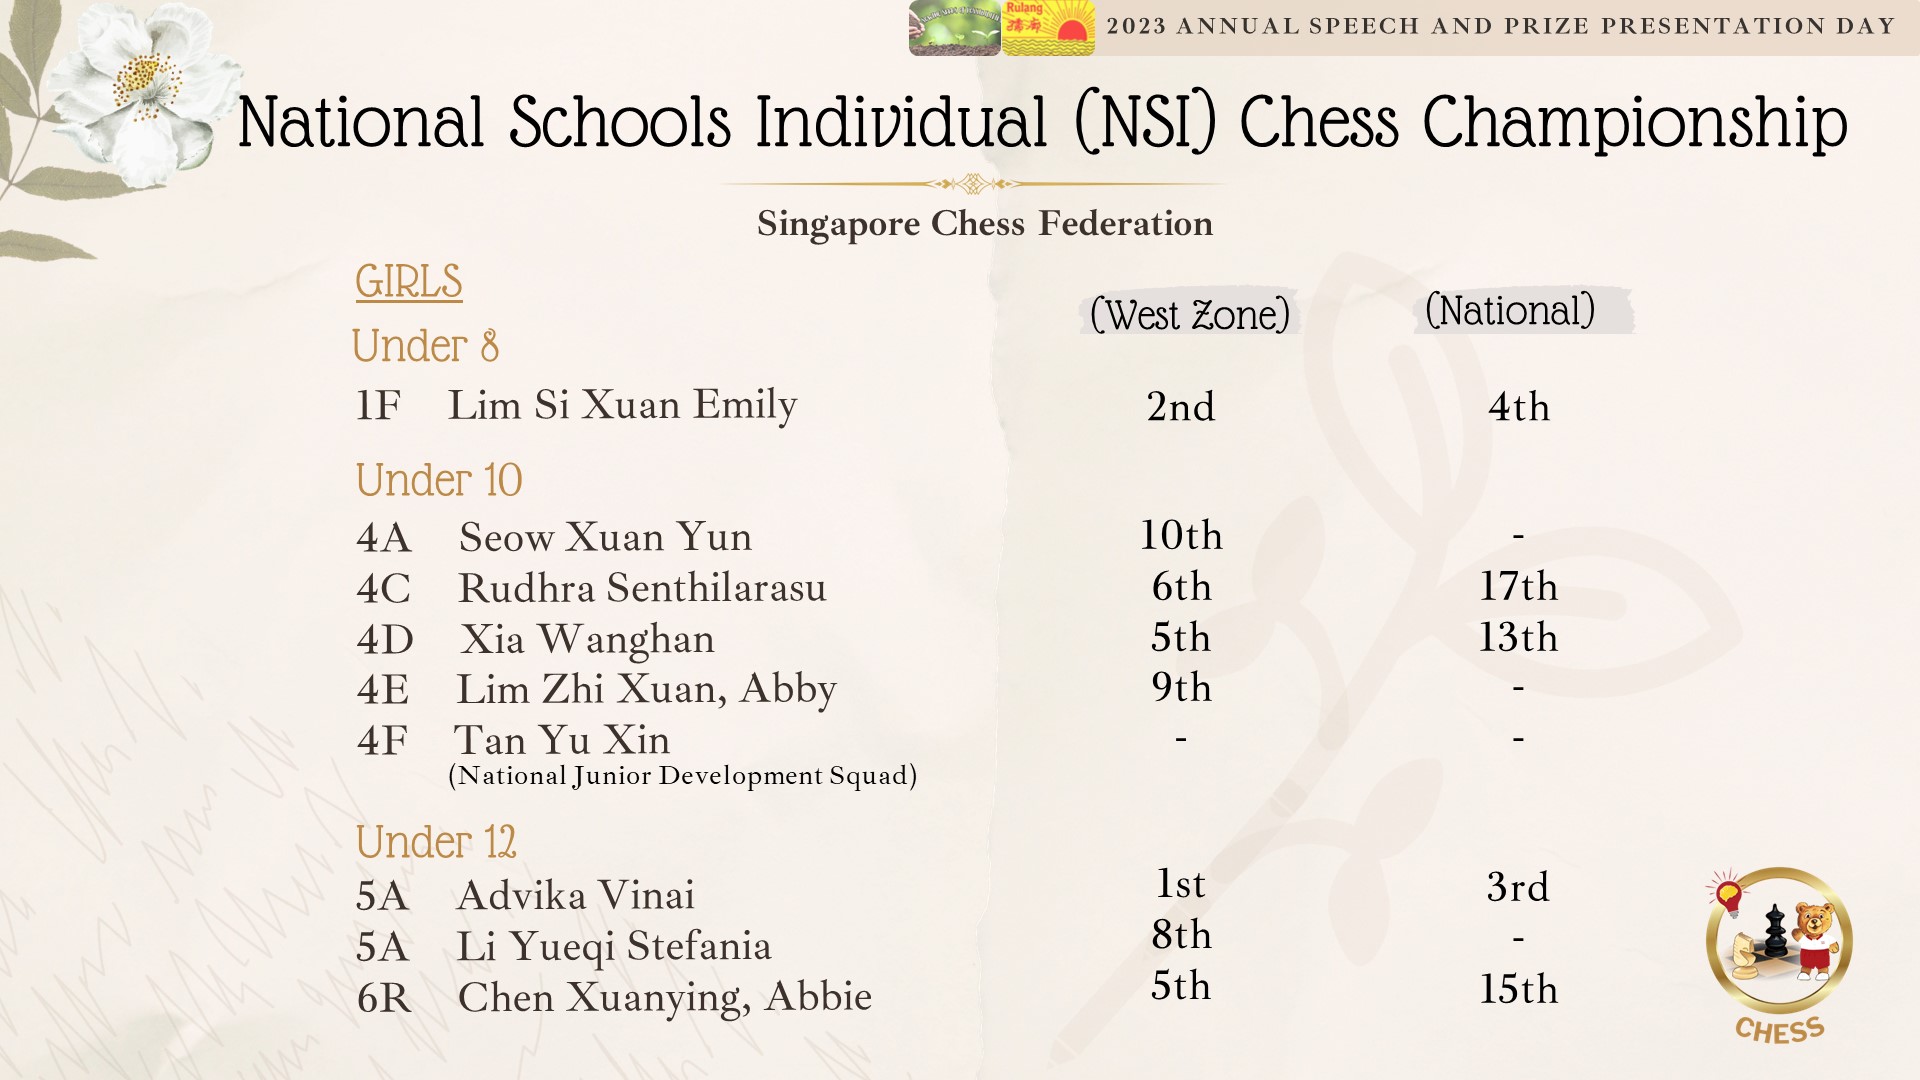 Rulang
2023 ANNUAL SPEECH AND PRIZE PRESENTATION DAY
National Schools Individual (NSI) Chess Championship
Singapore Chess Federation
GIRLS
(West Zone) (National)
Under 8
1F Lim Si Xuan Emily 2nd 4th
Under 10
4A Seow Xuan Yun 10th -
4C Rudhra Senthilarasu 6th 17th
4D Xia Wanghan 5th 13th
4E Lim Zhi Xuan, Abby 9th -
4F Tan Yu Xin - -
(National Junior Development Squad)
Under 12
5A Advika Vinai 1st 3rd
5A Li Yueqi Stefania 8th -
6R Chen Xuanying, Abbie 5th 15th
CHESS